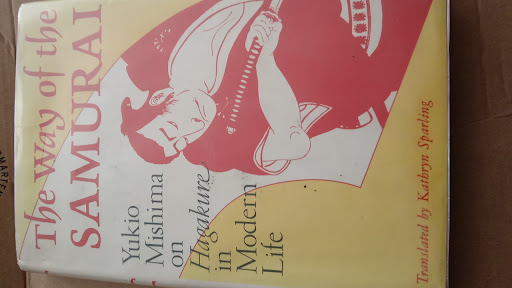 The Way of the
SAMURAI
Yukio
Mishima
on
Hagakure
in
Modern
Life
Translated by Kathryn Sparling